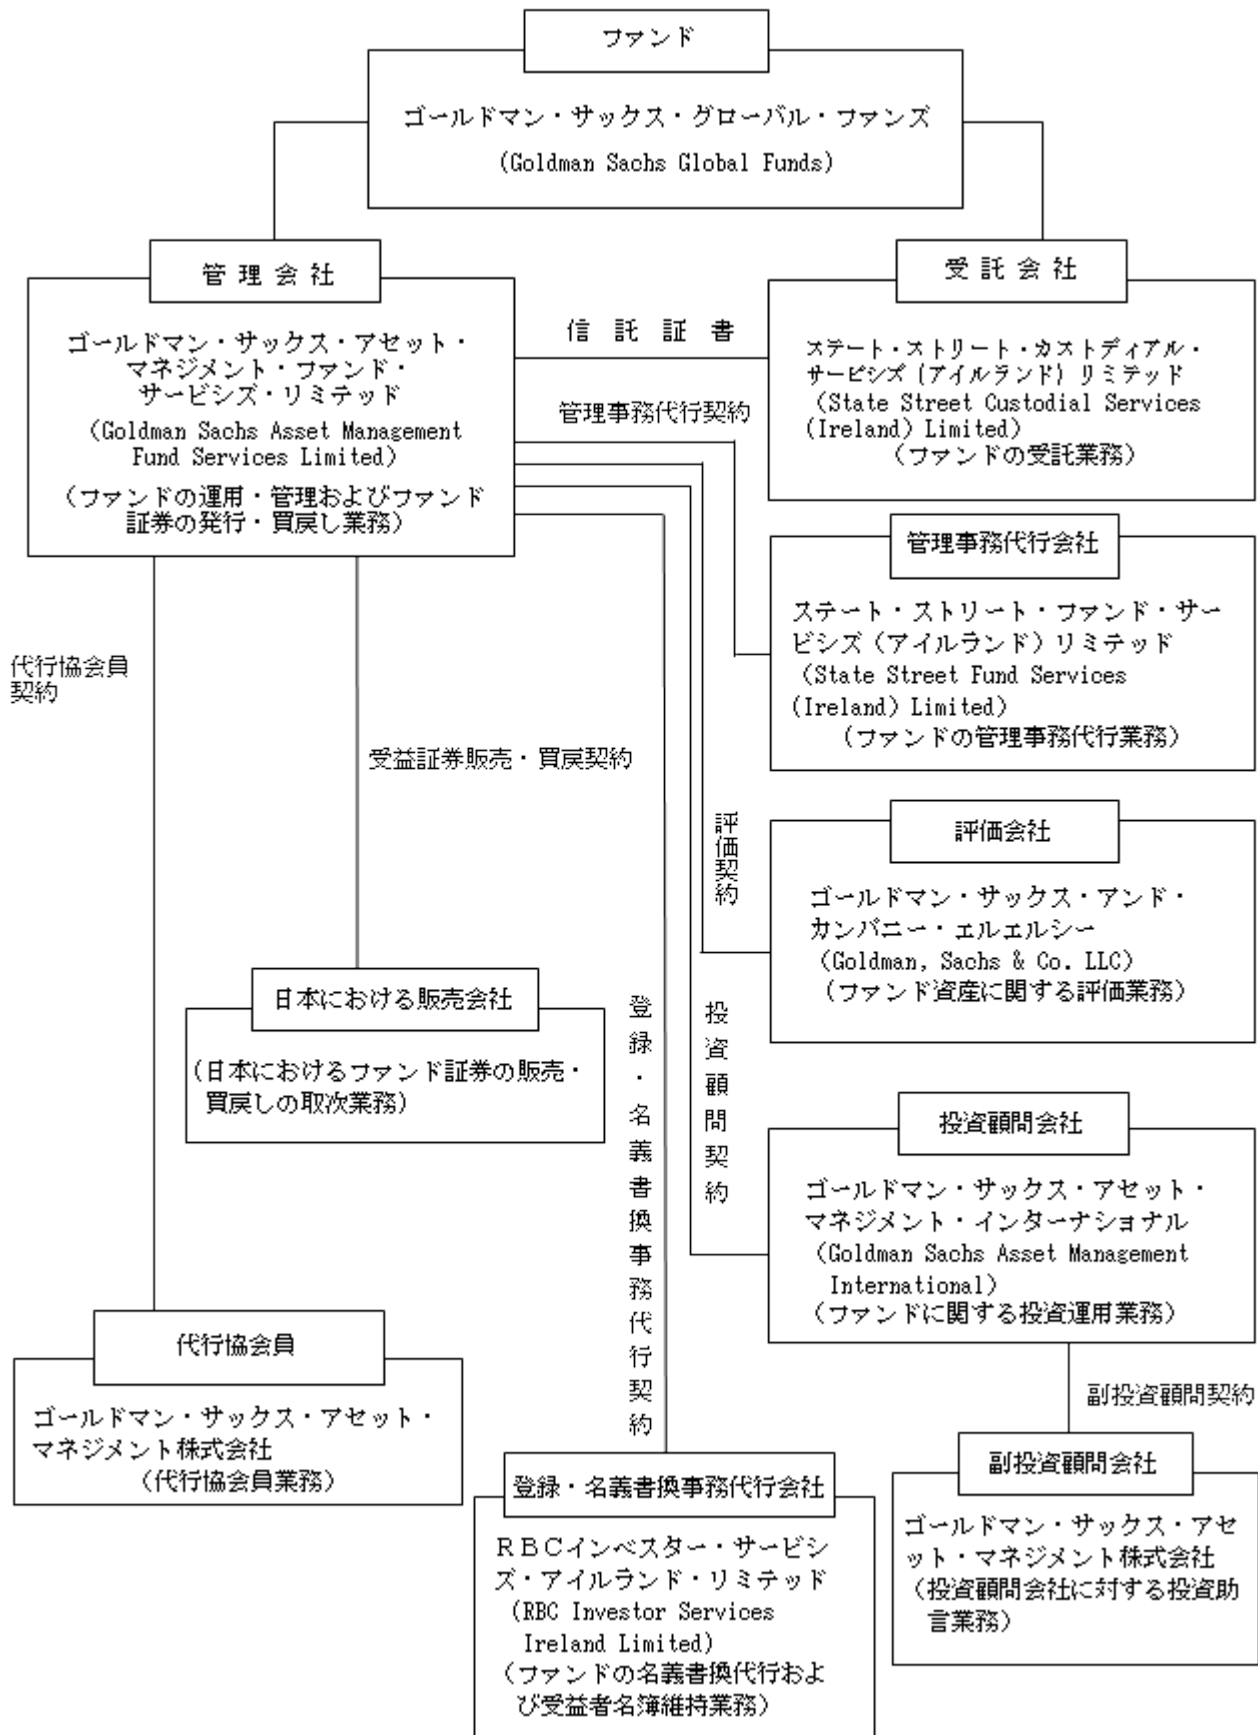 ファンド
ゴールドマン・サックス・グローバル・ファンズ
(Goldman Sachs Global Funds)
管 理 会 社
ゴールドマン・サックス・アセット・
マネジメント・ファンド・
サービシズ・リミテッド
(Goldman Sachs Asset Management
Fund Services Limited)
(ファンドの運用・管理およびファンド
証券の発行・買戻し業務)
信 託 証 書
受 託 会 社
ステート・ストリート・カストディアル・
サービシズ(アイルランド)リミテッド
(State Street Custodial Services
(Ireland) Limited)
(ファンドの受託業務)
管理事務代行契約
管理事務代行会社
ステート・ストリート・ファンド・サー
ビシズ(アイルランド)リミテッド
(State Street Fund Services
(Ireland) Limited)
(ファンドの管理事務代行業務)
代行協会員
契約
受益証券販売・買戻契約
評価契約
評価会社
ゴールドマン・サックス・アンド・
カンパニー・エルエルシー
(Goldman, Sachs & Co. LLC)
(ファンド資産に関する評価業務)
日本における販売会社
(日本におけるファンド証券の販売・
買戻しの取次業務)
登録・名義書換事務代行契約
投資顧問契約
投資顧問会社
ゴールドマン・サックス・アセット・
マネジメント・インターナショナル
(Goldman Sachs Asset Management
International)
(ファンドに関する投資運用業務)
代行協会員
ゴールドマン・サックス・アセット・
マネジメント株式会社
(代行協会員業務)
副投資顧問契約
登録・名義書換事務代行会社
RBCインベスター・サービシ
ズ・アイルランド・リミテッド
(RBC Investor Services
Ireland Limited)
(ファンドの名義書換代行およ
び受益者名簿維持業務)
副投資顧問会社
ゴールドマン・サックス・アセ
ット・マネジメント株式会社
(投資顧問会社に対する投資助
言業務)